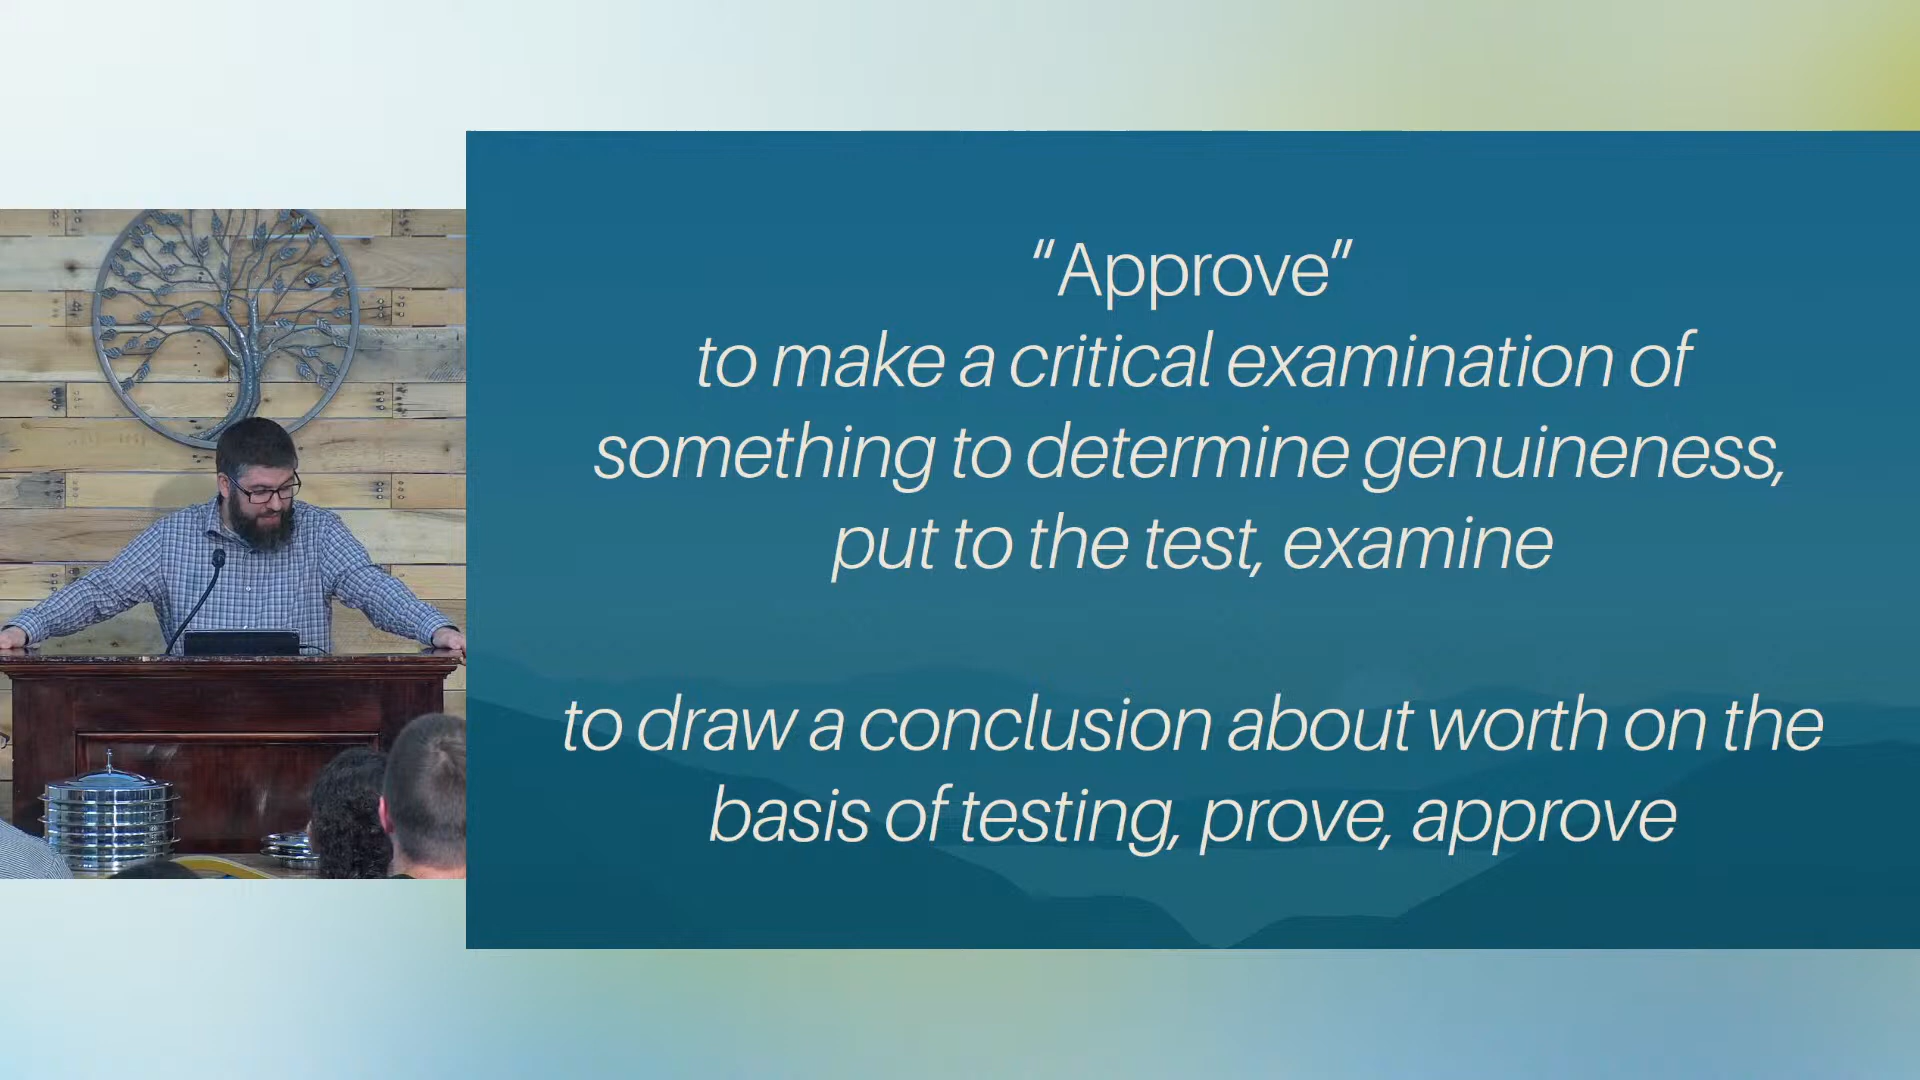 “Approve”
to make a critical examination of
something to determine genuineness,
put to the test, examine
to draw a conclusion about worth on the
basis of testing, prove, approve